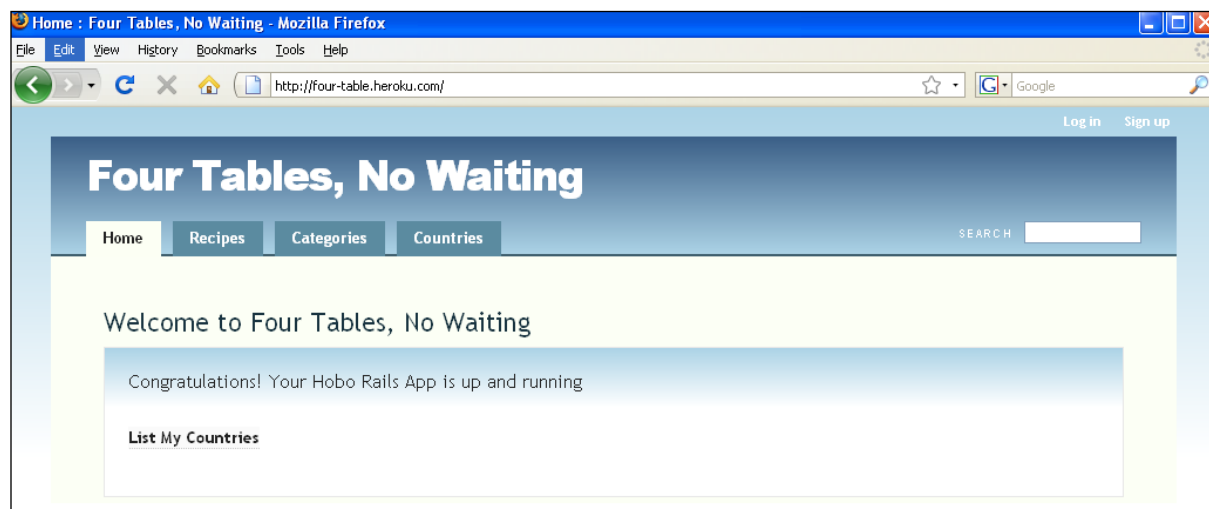 Home : Four Tables, No Waiting - Mozilla Firefox
File Edit View History Bookmarks Tools Help
http://four-table.heroku.com/ G Google
Log in Sign up
Four Tables, No Waiting
Home Recipes Categories Countries SEARCH
Welcome to Four Tables, No Waiting
Congratulations! Your Hobo Rails App is up and running
List My Countries